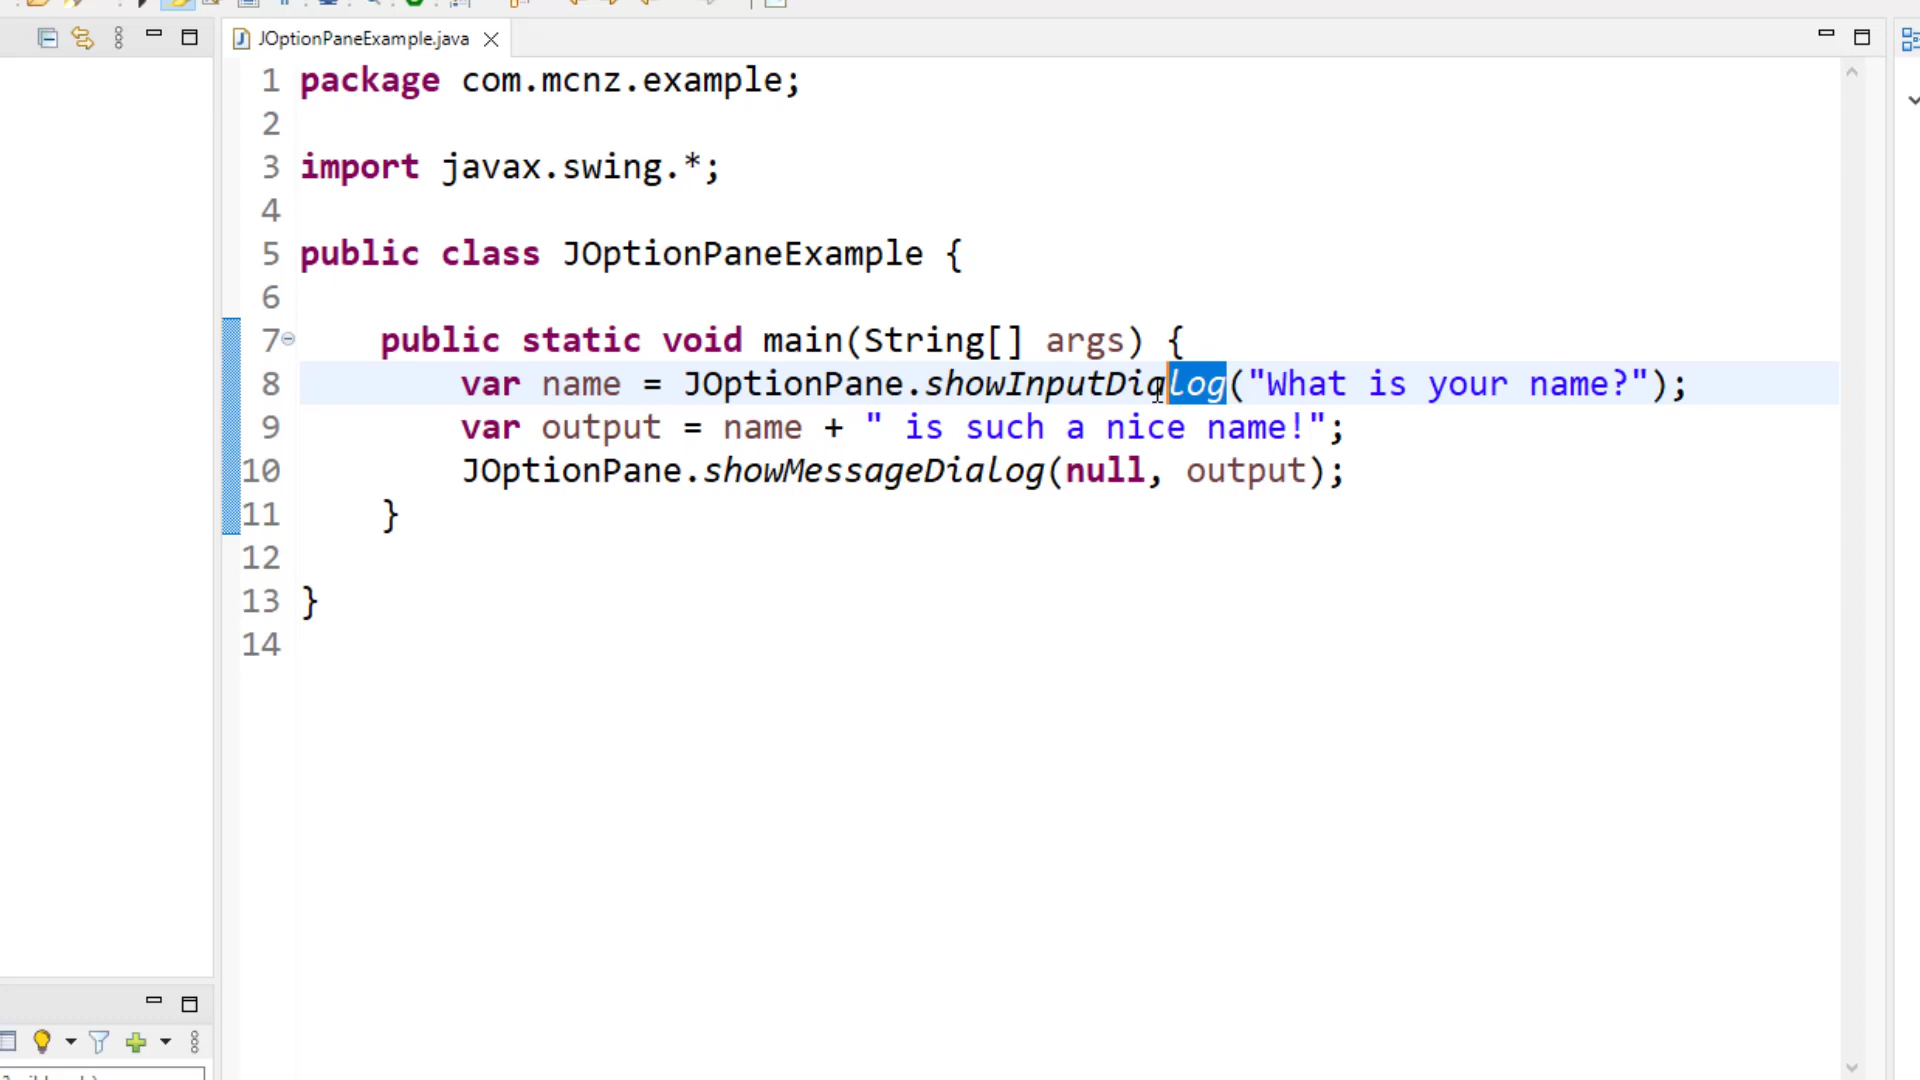 JOptionPaneExample.java
1 package com.mcnz.example;
2
3 import javax.swing.*;
4
5 public class JOptionPaneExample {
6
7 public static void main(String[] args) {
8 var name = JOptionPane.showInputDialog("What is your name?");
9 var output = name + " is such a nice name!";
10 JOptionPane.showMessageDialog(null, output);
11 }
12
13 }
14